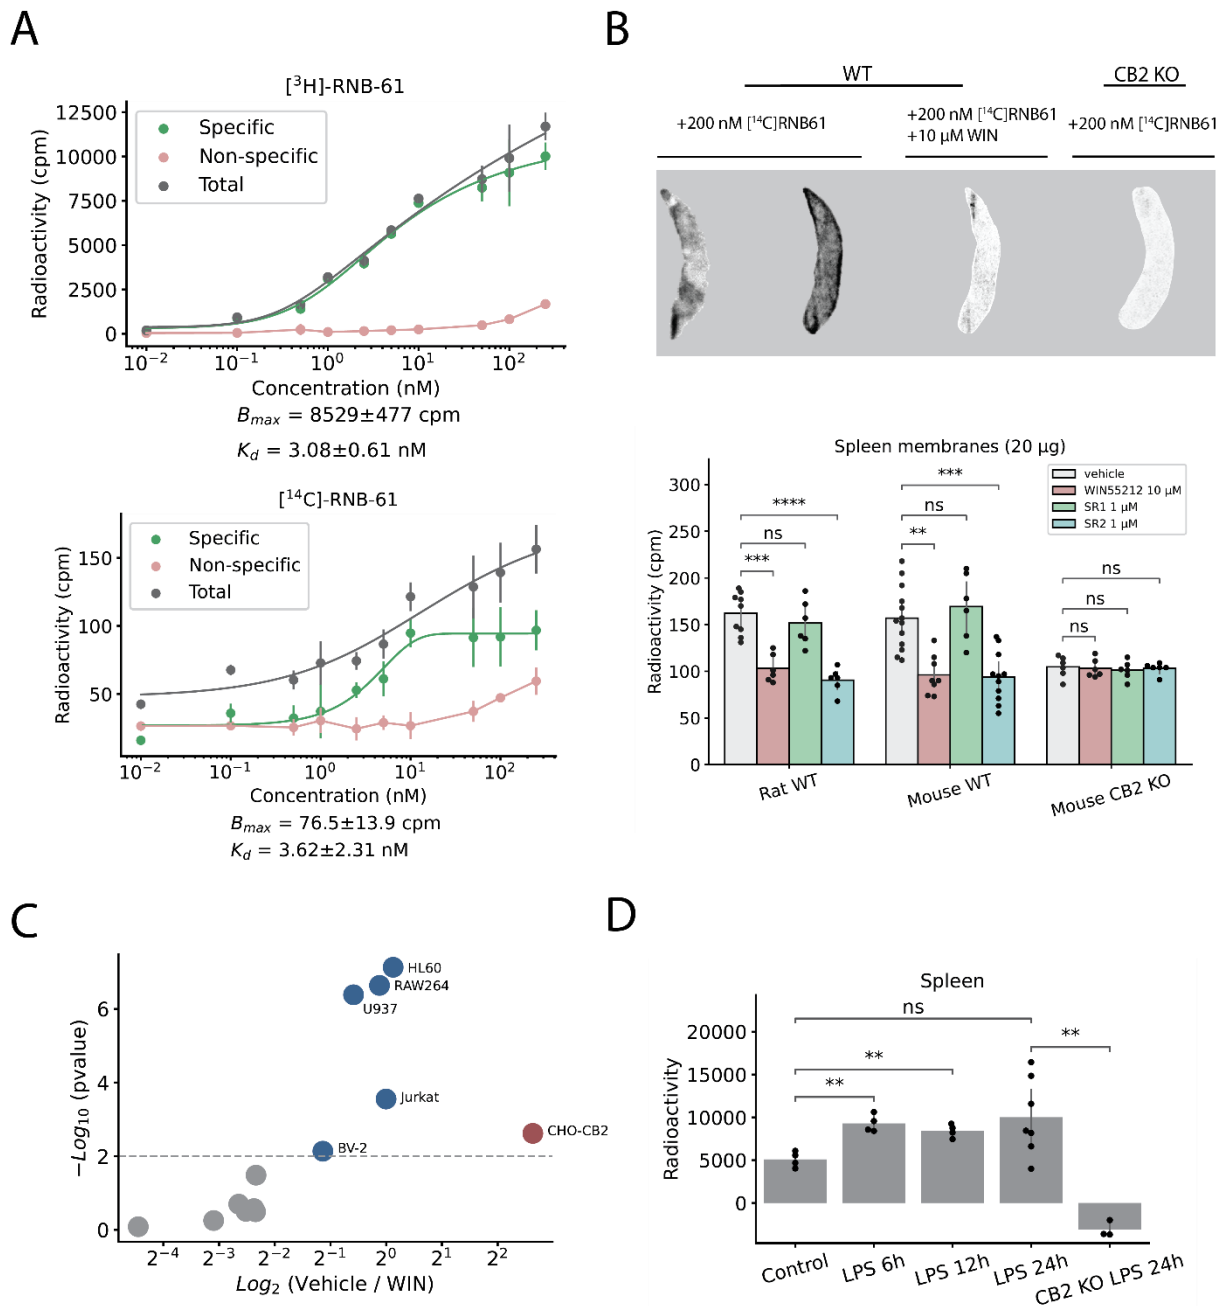 A
[³H]-RNB-61
12500
10000
7500
5000
2500
0
Radioactivity (cpm)
Specific
Non-specific
Total
10⁻² 10⁻¹ 10⁰ 10¹ 10²
Concentration (nM)
Bmax = 8529±477 cpm
Kd = 3.08±0.61 nM
[¹⁴C]-RNB-61
150
100
50
Radioactivity (cpm)
Specific
Non-specific
Total
10⁻² 10⁻¹ 10⁰ 10¹ 10²
Concentration (nM)
Bmax = 76.5±13.9 cpm
Kd = 3.62±2.31 nM
B
WT CB2 KO
+200 nM [¹⁴C]RNB61
+200 nM [¹⁴C]RNB61
+10 µM WIN
+200 nM [¹⁴C]RNB61
Spleen membranes (20 µg)
300
250
200
150
100
50
0
Radioactivity (cpm)
vehicle
WIN55212 10 µM
SR1 1 µM
SR2 1 µM
****
ns
***
***
ns
**
ns
ns
ns
Rat WT Mouse WT Mouse CB2 KO
C
6
4
2
0
−Log₁₀ (pvalue)
HL60
RAW264
U937
Jurkat
CHO-CB2
BV-2
2⁻⁴ 2⁻³ 2⁻² 2⁻¹ 2⁰ 2¹ 2²
Log₂ (Vehicle / WIN)
D
Spleen
20000
15000
10000
5000
0
Radioactivity
ns
**
**
**
Control LPS 6h LPS 12h LPS 24h CB2 KO LPS 24h